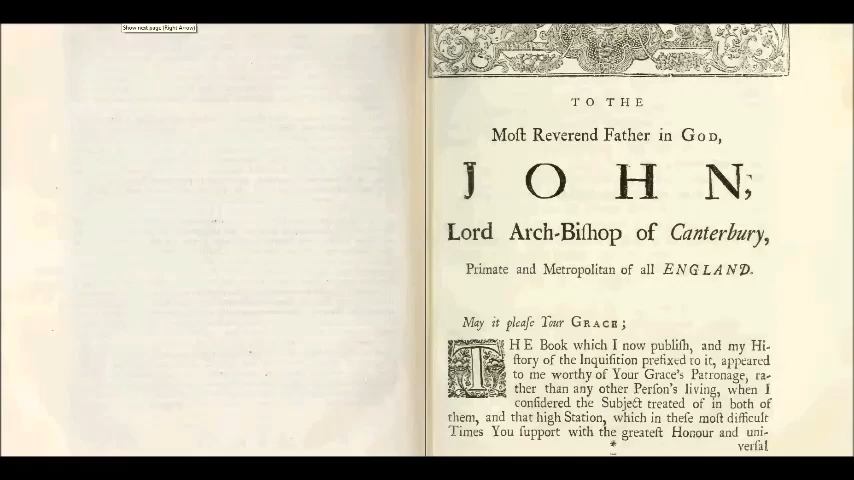 Show next page (Right Arrow)
TO THE
Moſt Reverend Father in GOD,
JOHN;
Lord Arch-Biſhop of Canterbury,
Primate and Metropolitan of all ENGLAND.
May it pleaſe Your GRACE;
THE Book which I now publiſh, and my Hi-
ſtory of the Inquiſition prefixed to it, appeared
to me worthy of Your Grace's Patronage, ra-
ther than any other Perſon's living, when I
conſidered the Subject treated of in both of
them, and that high Station, which in theſe moſt difficult
Times You ſupport with the greateſt Honour and uni-
* verſal